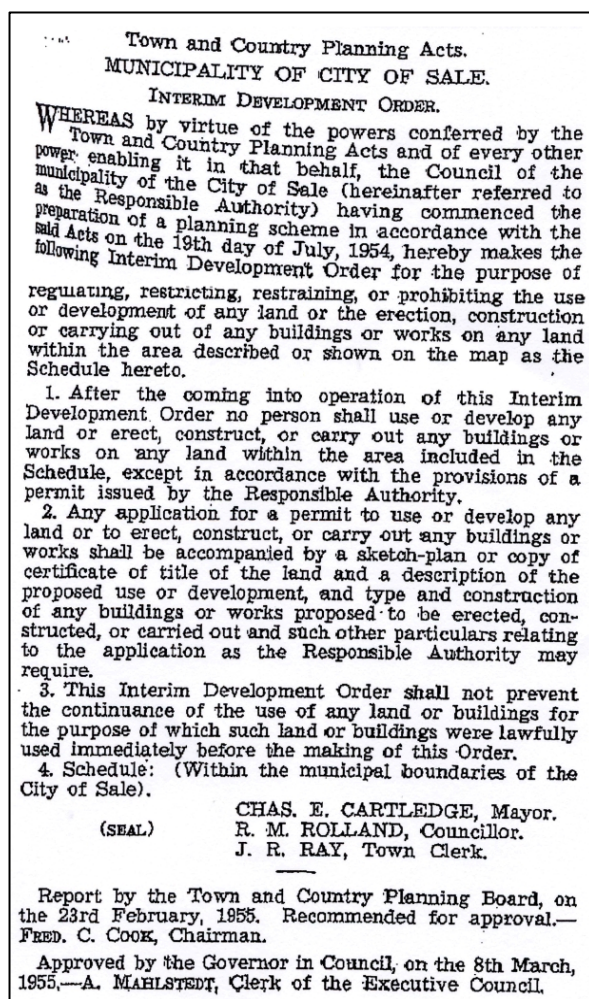 Town and Country Planning Acts.
MUNICIPALITY OF CITY OF SALE.
INTERIM DEVELOPMENT ORDER.
WHEREAS by virtue of the powers conferred by the
Town and Country Planning Acts and of every other
power enabling it in that behalf, the Council of the
municipality of the City of Sale (hereinafter referred to
as the Responsible Authority) having commenced the
preparation of a planning scheme in accordance with the
said Acts on the 19th day of July, 1954, hereby makes the
following Interim Development Order for the purpose of
regulating, restricting, restraining, or prohibiting the use
or development of any land or the erection, construction
or carrying out of any buildings or works on any land
within the area described or shown on the map as the
Schedule hereto.
1. After the coming into operation of this Interim
Development Order no person shall use or develop any
land or erect, construct, or carry out any buildings or
works on any land within the area included in the
Schedule, except in accordance with the provisions of a
permit issued by the Responsible Authority.
2. Any application for a permit to use or develop any
land or to erect, construct, or carry out any buildings or
works shall be accompanied by a sketch-plan or copy of
certificate of title of the land and a description of the
proposed use or development, and type and construction
of any buildings or works proposed to be erected, con-
structed, or carried out and such other particulars relating
to the application as the Responsible Authority may
require.
3. This Interim Development Order shall not prevent
the continuance of the use of any land or buildings for
the purpose of which such land or buildings were lawfully
used immediately before the making of this Order.
4. Schedule: (Within the municipal boundaries of the
City of Sale).
CHAS. E. CARTLEDGE, Mayor.
(SEAL) R. M. ROLLAND, Councillor.
J. R. RAY, Town Clerk.
Report by the Town and Country Planning Board, on
the 23rd February, 1955. Recommended for approval.—
FRED. C. COOK, Chairman.
Approved by the Governor in Council, on the 8th March,
1955.—A. MAHLSTEDT, Clerk of the Executive Council.